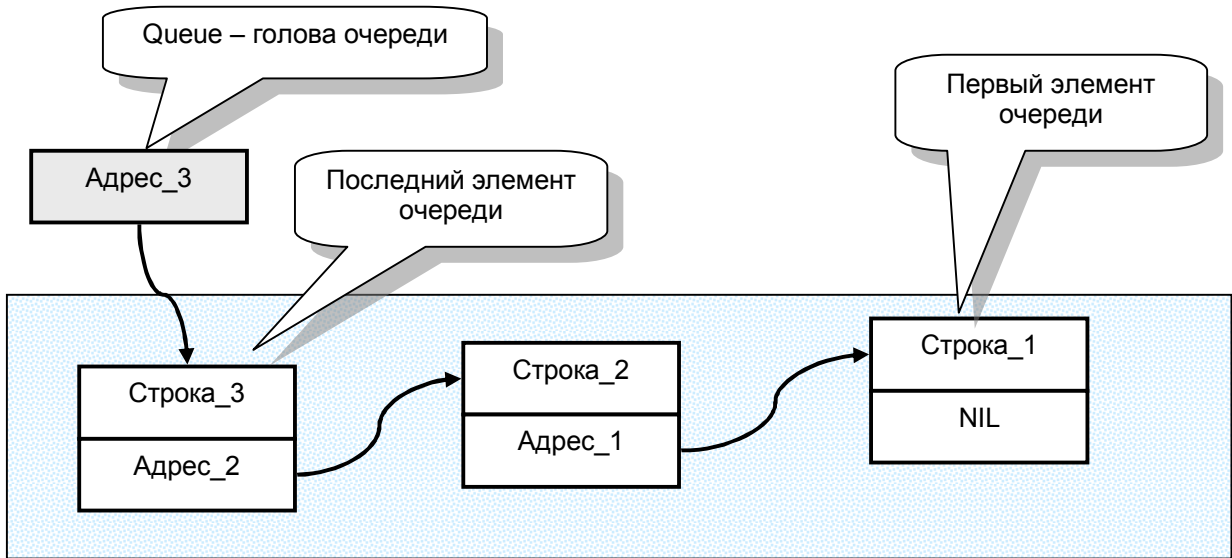 Queue – голова очереди
Первый элемент
очереди
Адрес_3
Последний элемент
очереди
Строка_3
Адрес_2
Строка_2
Адрес_1
Строка_1
NIL